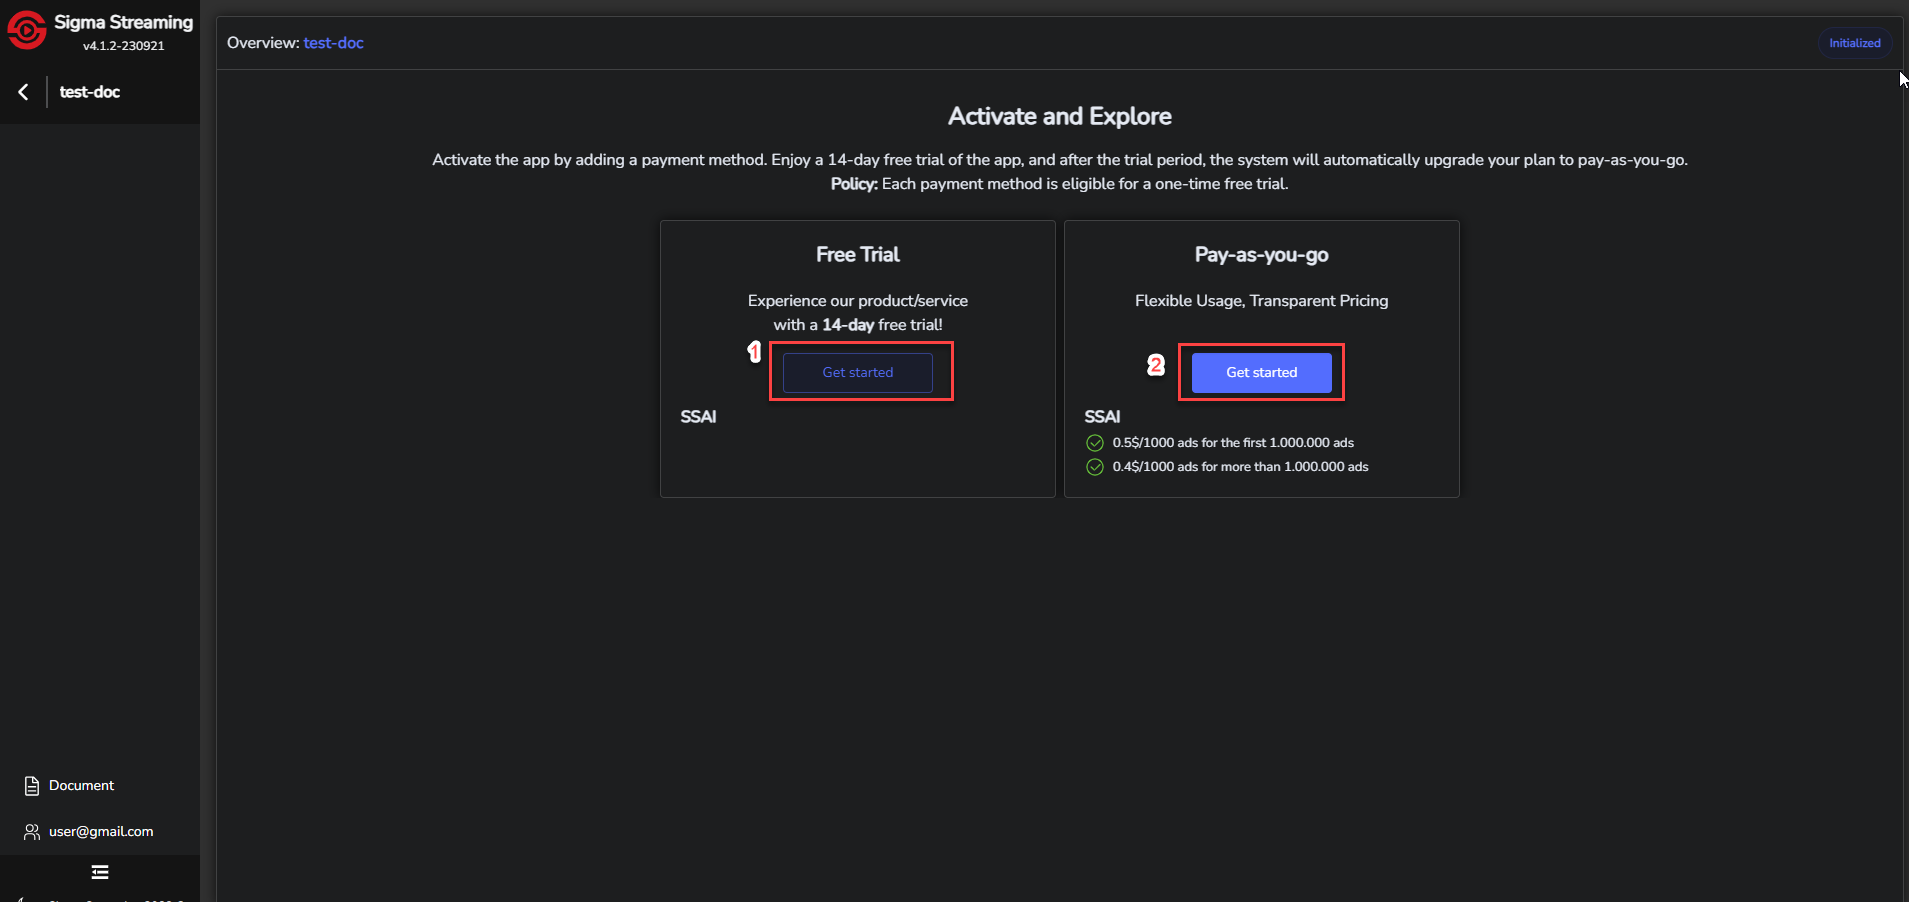 Sigma Streaming
v4.1.2-230921
test-doc
Overview: test-doc
Initialized
Activate and Explore
Activate the app by adding a payment method. Enjoy a 14-day free trial of the app, and after the trial period, the system will automatically upgrade your plan to pay-as-you-go.
Policy: Each payment method is eligible for a one-time free trial.
Free Trial
Experience our product/service
with a 14-day free trial!
1
Get started
SSAI
Pay-as-you-go
Flexible Usage, Transparent Pricing
2
Get started
SSAI
0.5$/1000 ads for the first 1.000.000 ads
0.4$/1000 ads for more than 1.000.000 ads
Document
user@gmail.com